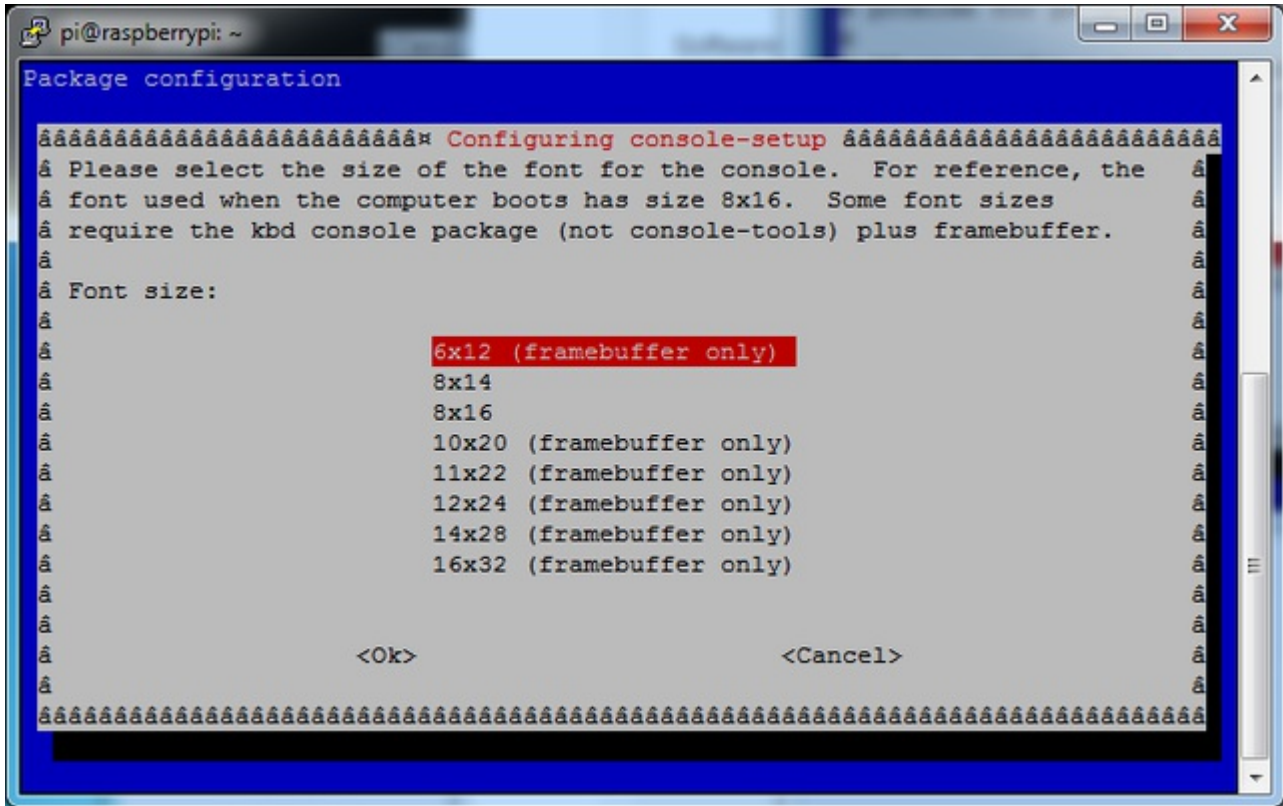 pi@raspberrypi: ~
Package configuration
âââââââââââââââââââââââââ¤ Configuring console-setup âââââââââââââââââââââââââ
â Please select the size of the font for the console.  For reference, the   â
â font used when the computer boots has size 8x16.  Some font sizes         â
â require the kbd console package (not console-tools) plus framebuffer.     â
â                                                                           â
â Font size:                                                                â
â                                                                           â
â                         6x12 (framebuffer only)                           â
â                         8x14                                              â
â                         8x16                                              â
â                         10x20 (framebuffer only)                          â
â                         11x22 (framebuffer only)                          â
â                         12x24 (framebuffer only)                          â
â                         14x28 (framebuffer only)                          â
â                         16x32 (framebuffer only)                          â
â                                                                           â
â                                                                           â
â                    <Ok>                        <Cancel>                   â
â                                                                           â
âââââââââââââââââââââââââââââââââââââââââââââââââââââââââââââââââââââââââââââ